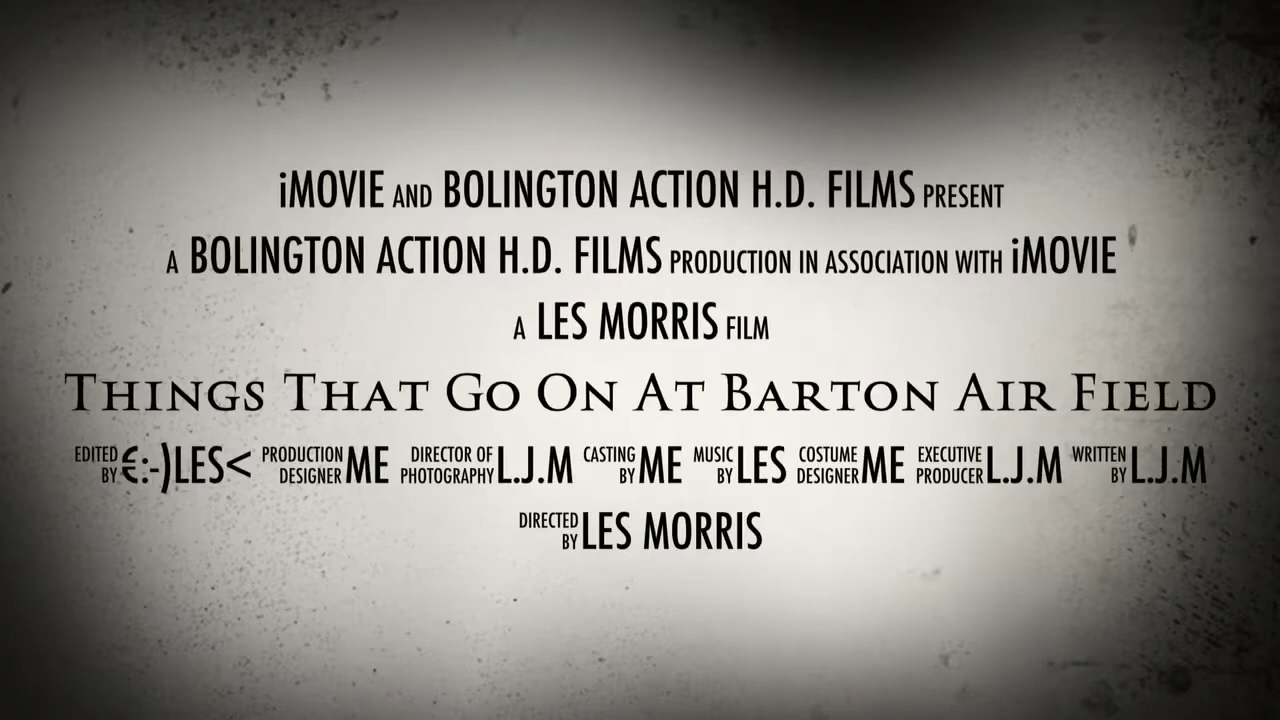 iMOVIE AND BOLINGTON ACTION H.D. FILMS PRESENT
A BOLINGTON ACTION H.D. FILMS PRODUCTION IN ASSOCIATION WITH iMOVIE
A LES MORRIS FILM
THINGS THAT GO ON AT BARTON AIR FIELD
EDITED BY €:-)LES< PRODUCTION DESIGNER ME DIRECTOR OF PHOTOGRAPHY L.J.M CASTING BY ME MUSIC BY LES COSTUME DESIGNER ME EXECUTIVE PRODUCER L.J.M WRITTEN BY L.J.M
DIRECTED BY LES MORRIS